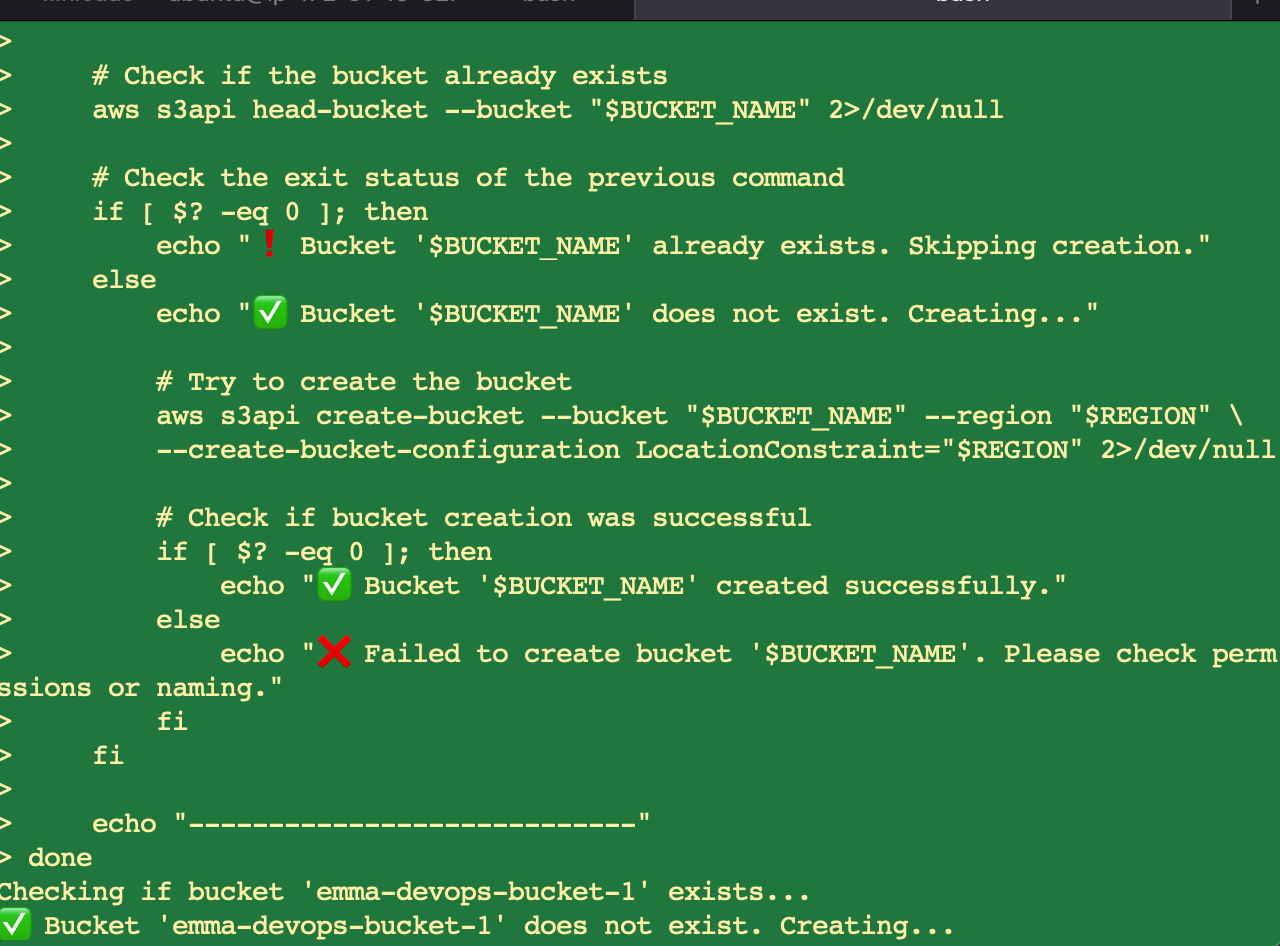 >
>     # Check if the bucket already exists
>     aws s3api head-bucket --bucket "$BUCKET_NAME" 2>/dev/null
>
>     # Check the exit status of the previous command
>     if [ $? -eq 0 ]; then
>         echo "❗ Bucket '$BUCKET_NAME' already exists. Skipping creation."
>     else
>         echo "✅ Bucket '$BUCKET_NAME' does not exist. Creating..."
>
>         # Try to create the bucket
>         aws s3api create-bucket --bucket "$BUCKET_NAME" --region "$REGION" \
>         --create-bucket-configuration LocationConstraint="$REGION" 2>/dev/null
>
>         # Check if bucket creation was successful
>         if [ $? -eq 0 ]; then
>             echo "✅ Bucket '$BUCKET_NAME' created successfully."
>         else
>             echo "❌ Failed to create bucket '$BUCKET_NAME'. Please check perm
ssions or naming."
>         fi
>     fi
>
>     echo "----------------------------"
> done
Checking if bucket 'emma-devops-bucket-1' exists...
✅ Bucket 'emma-devops-bucket-1' does not exist. Creating...